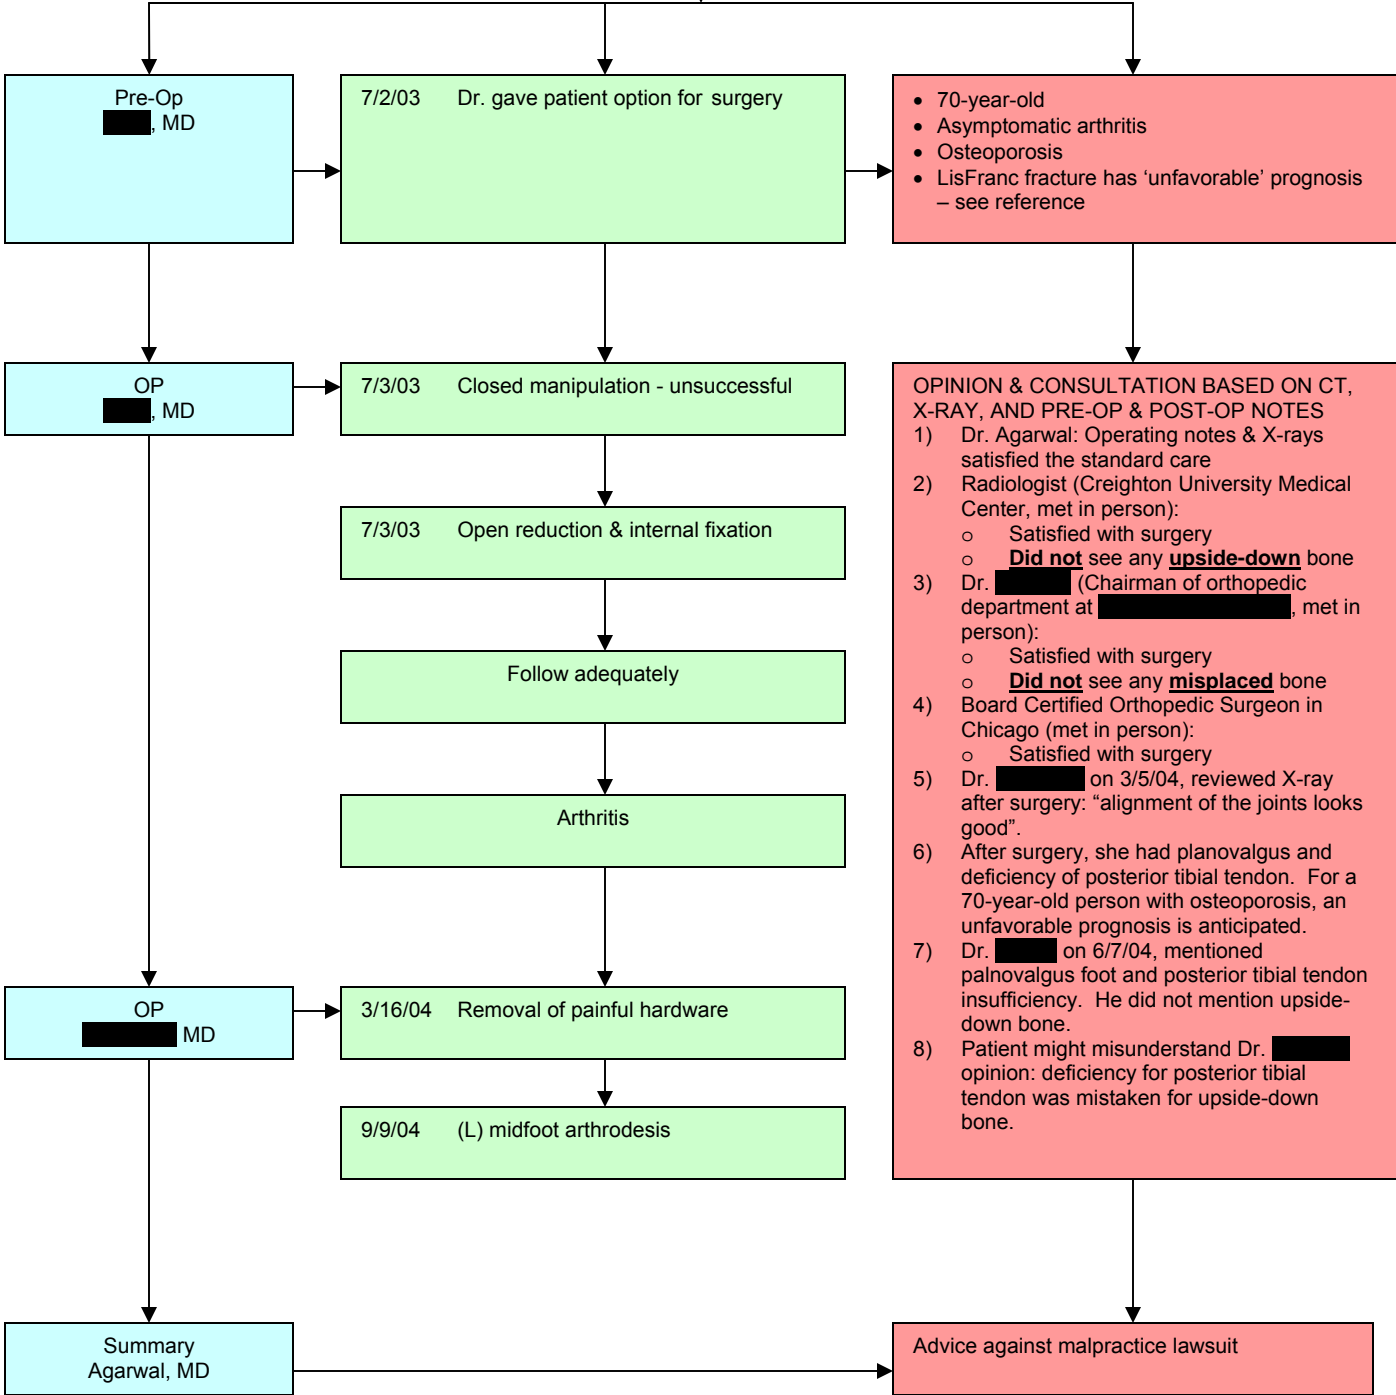 Pre-Op
, MD
7/2/03 Dr. gave patient option for surgery
• 70-year-old
• Asymptomatic arthritis
• Osteoporosis
• LisFranc fracture has ‘unfavorable’ prognosis
– see reference
OP
, MD
7/3/03 Closed manipulation - unsuccessful
7/3/03 Open reduction & internal fixation
Follow adequately
Arthritis
OPINION & CONSULTATION BASED ON CT,
X-RAY, AND PRE-OP & POST-OP NOTES
1) Dr. Agarwal: Operating notes & X-rays
satisfied the standard care
2) Radiologist (Creighton University Medical
Center, met in person):
o Satisfied with surgery
o Did not see any upside-down bone
3) Dr. (Chairman of orthopedic
department at , met in
person):
o Satisfied with surgery
o Did not see any misplaced bone
4) Board Certified Orthopedic Surgeon in
Chicago (met in person):
o Satisfied with surgery
5) Dr. on 3/5/04, reviewed X-ray
after surgery: “alignment of the joints looks
good”.
6) After surgery, she had planovalgus and
deficiency of posterior tibial tendon. For a
70-year-old person with osteoporosis, an
unfavorable prognosis is anticipated.
7) Dr. on 6/7/04, mentioned
palnovalgus foot and posterior tibial tendon
insufficiency. He did not mention upside-
down bone.
8) Patient might misunderstand Dr.
opinion: deficiency for posterior tibial
tendon was mistaken for upside-down
bone.
OP
MD
3/16/04 Removal of painful hardware
9/9/04 (L) midfoot arthrodesis
Summary
Agarwal, MD
Advice against malpractice lawsuit